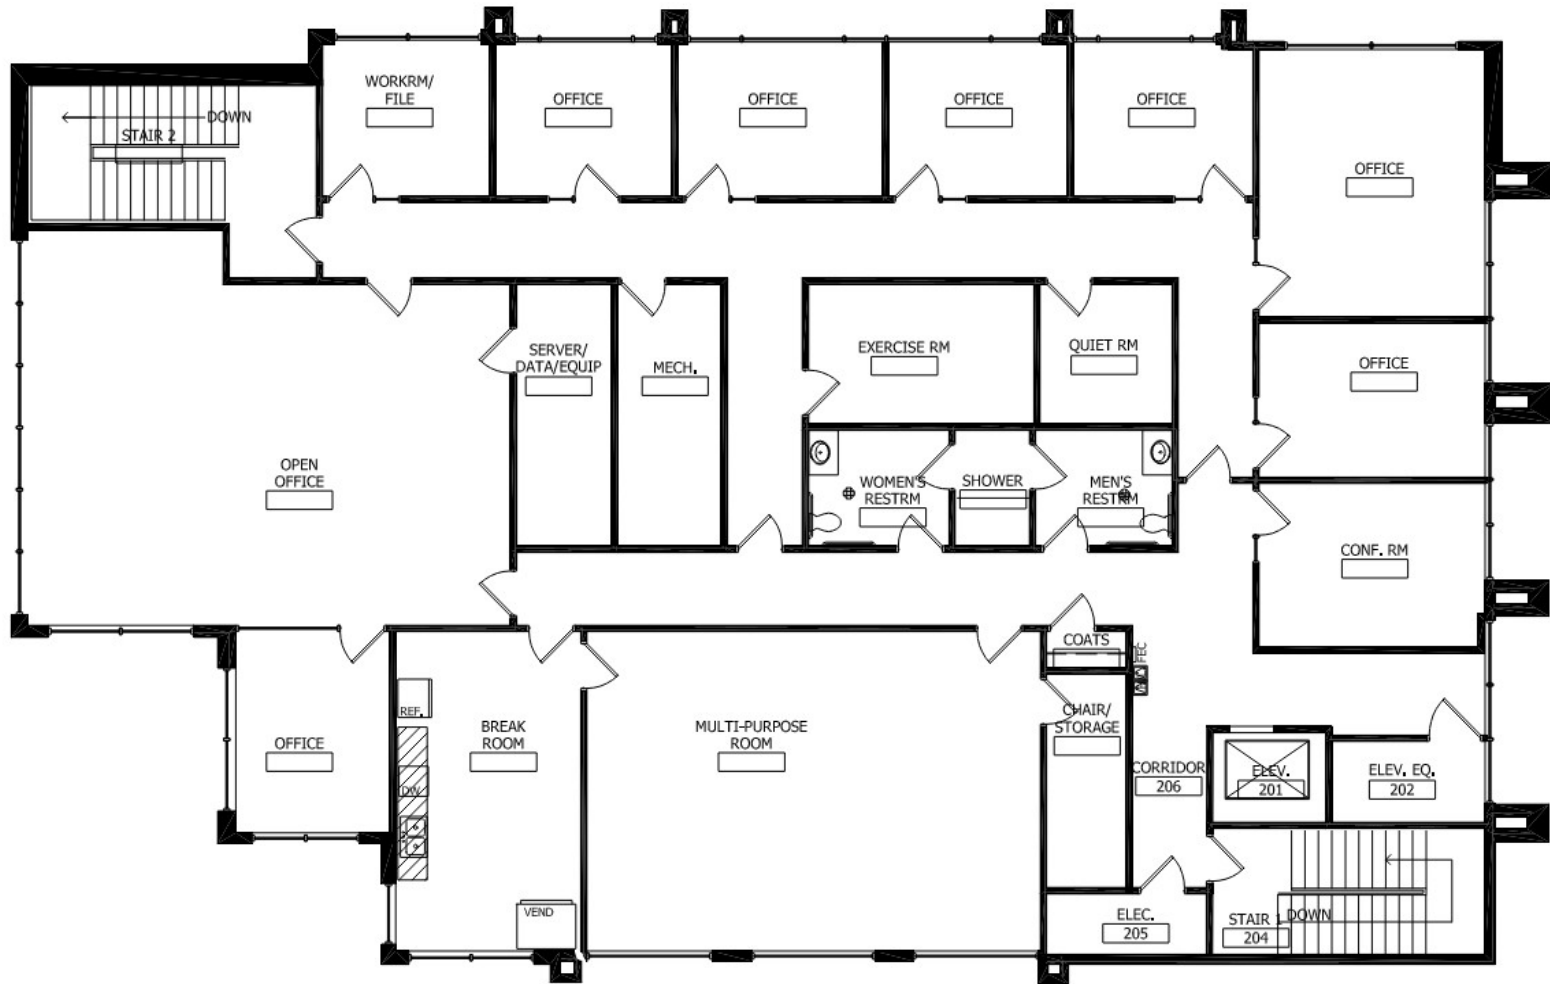 WORKRM/
FILE
OFFICE
OFFICE
OFFICE
OFFICE
DOWN
STAIR 2
OFFICE
SERVER/
DATA/EQUIP
MECH.
EXERCISE RM
QUIET RM
OFFICE
OPEN
OFFICE
WOMEN'S
RESTRM
SHOWER
MEN'S
RESTRM
CONF. RM
COATS
FEC
REF.
BREAK
ROOM
MULTI-PURPOSE
ROOM
CHAIR/
STORAGE
OFFICE
DW
CORRIDOR
206
ELEV.
201
ELEV. EQ.
202
VEND
ELEC.
205
STAIR 1
204
DOWN